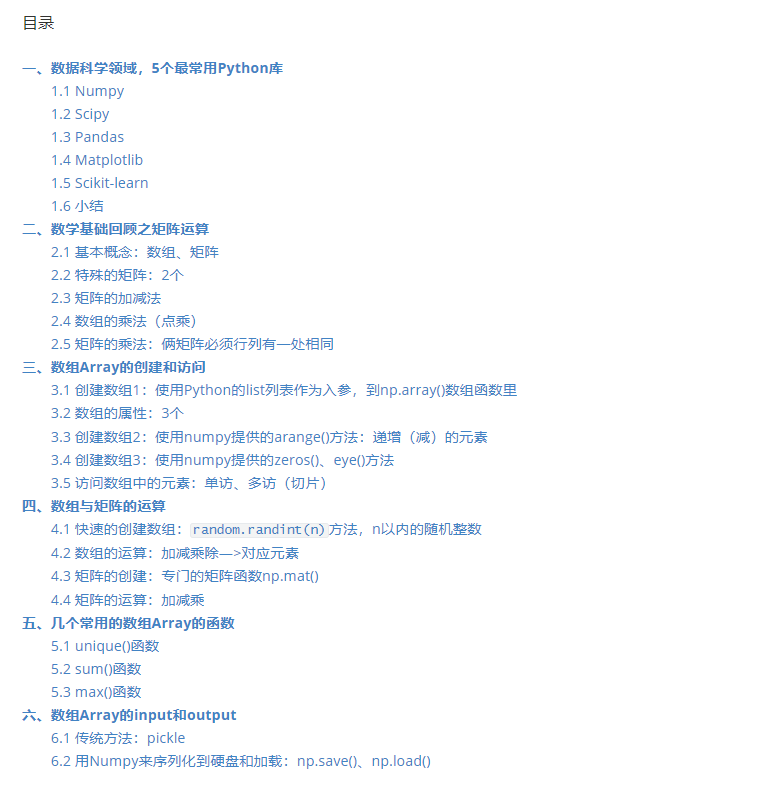 目录
一、数据科学领域，5个最常用Python库
1.1 Numpy
1.2 Scipy
1.3 Pandas
1.4 Matplotlib
1.5 Scikit-learn
1.6 小结
二、数学基础回顾之矩阵运算
2.1 基本概念：数组、矩阵
2.2 特殊的矩阵：2个
2.3 矩阵的加减法
2.4 数组的乘法（点乘）
2.5 矩阵的乘法：俩矩阵必须行列有一处相同
三、数组Array的创建和访问
3.1 创建数组1：使用Python的list列表作为入参，到np.array()数组函数里
3.2 数组的属性：3个
3.3 创建数组2：使用numpy提供的arange()方法：递增（减）的元素
3.4 创建数组3：使用numpy提供的zeros()、eye()方法
3.5 访问数组中的元素：单访、多访（切片）
四、数组与矩阵的运算
4.1 快速的创建数组：random.randint(n)方法，n以内的随机整数
4.2 数组的运算：加减乘除—>对应元素
4.3 矩阵的创建：专门的矩阵函数np.mat()
4.4 矩阵的运算：加减乘
五、几个常用的数组Array的函数
5.1 unique()函数
5.2 sum()函数
5.3 max()函数
六、数组Array的input和output
6.1 传统方法：pickle
6.2 用Numpy来序列化到硬盘和加载：np.save()、np.load()